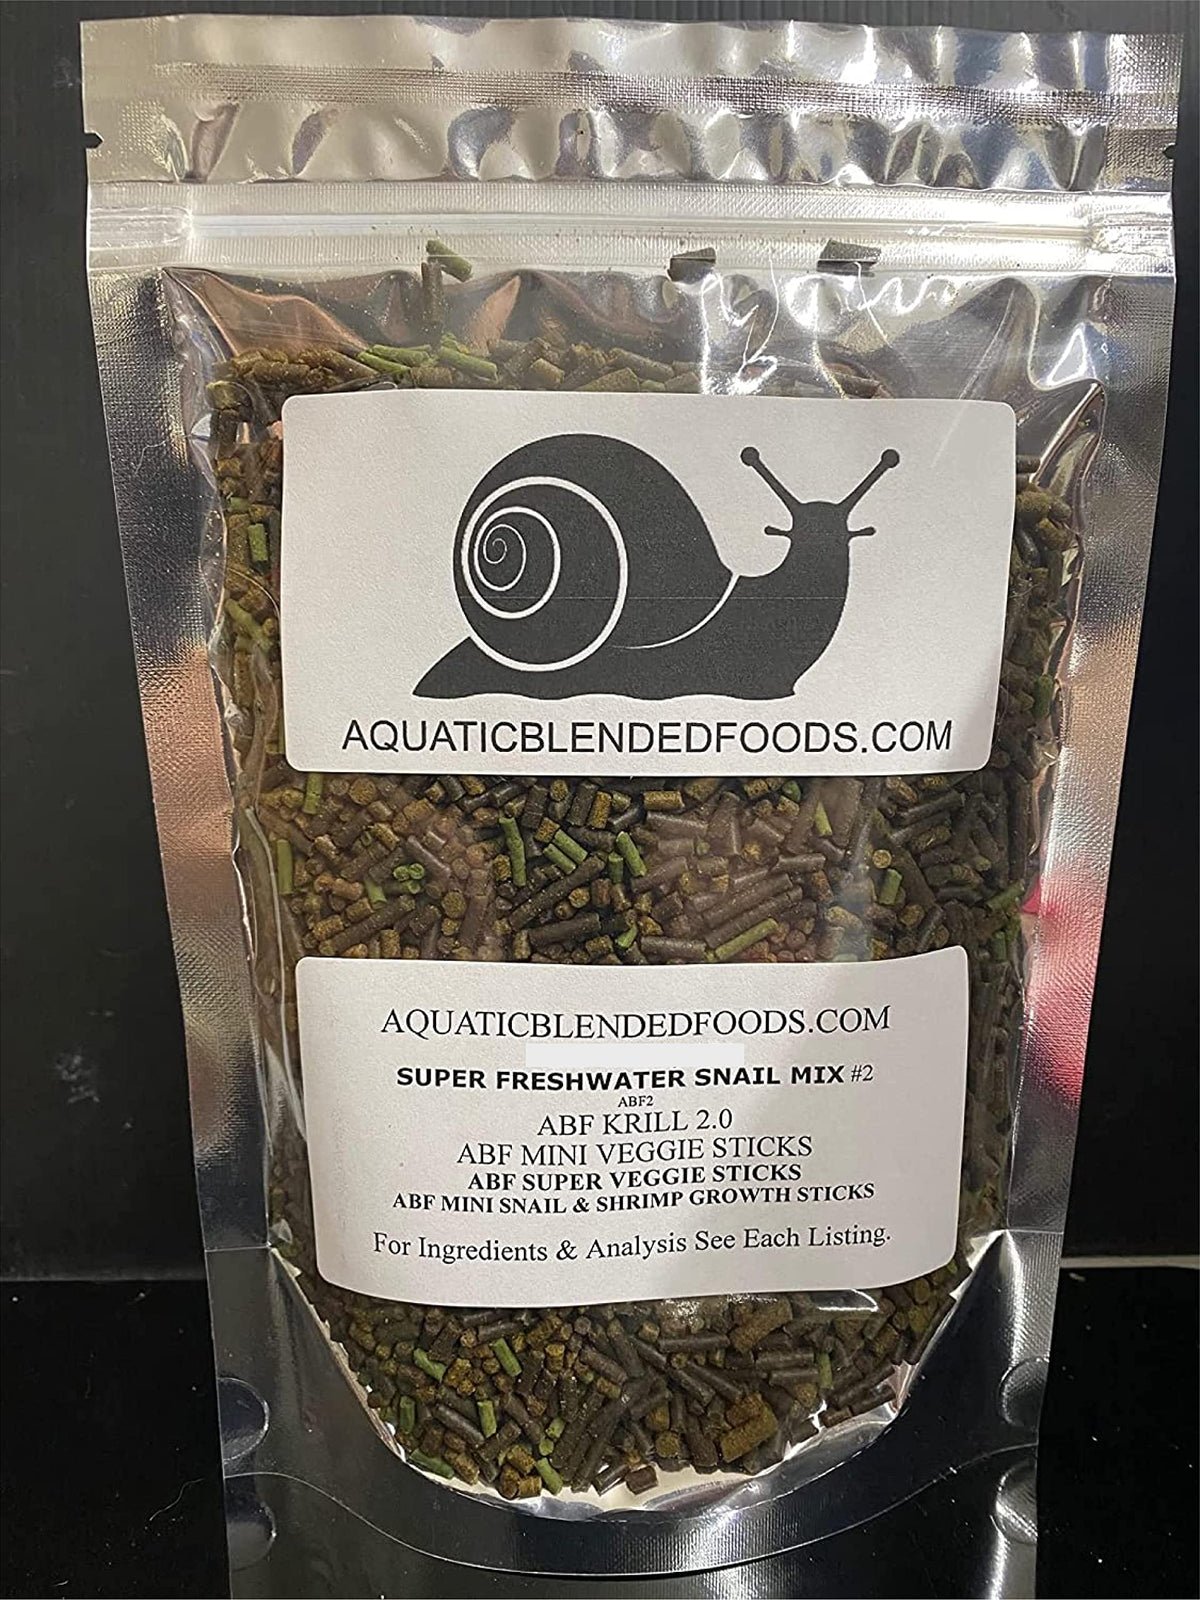 AQUATICBLENDEDFOODS.COM
AQUATICBLENDEDFOODS.COM
SUPER FRESHWATER SNAIL MIX #2
ABF2
ABF KRILL 2.0
ABF MINI VEGGIE STICKS
ABF SUPER VEGGIE STICKS
ABF MINI SNAIL & SHRIMP GROWTH STICKS
For Ingredients & Analysis See Each Listing.